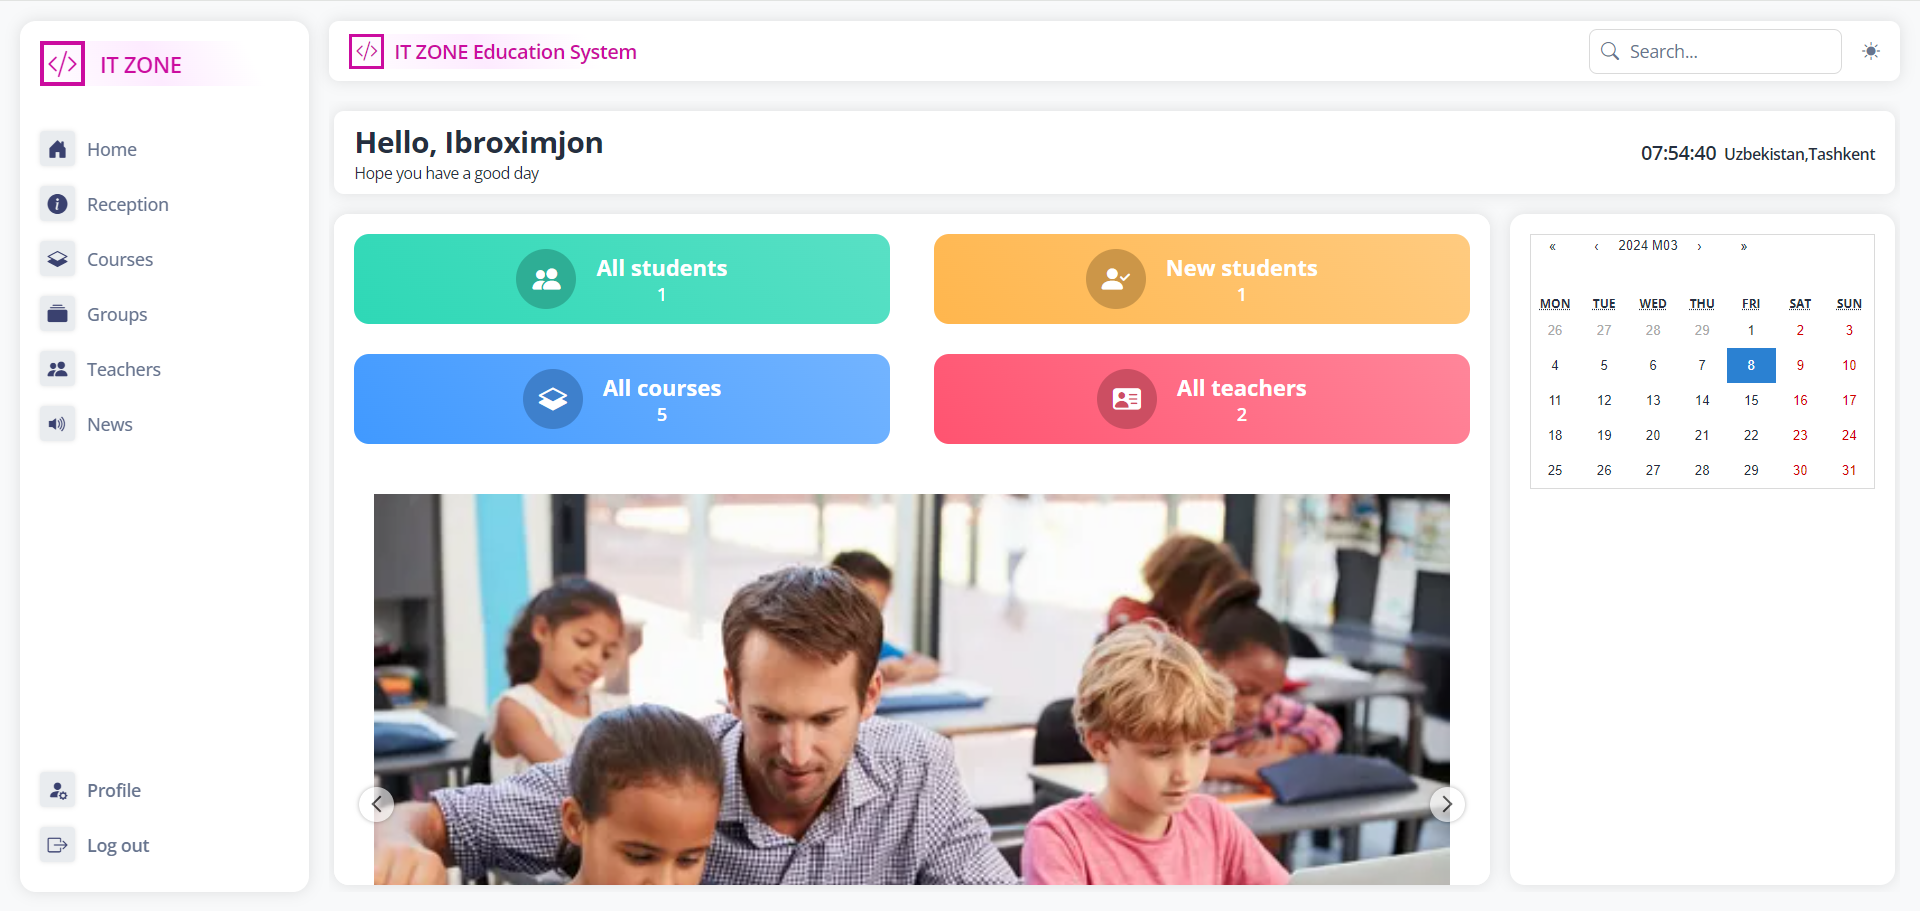 IT ZONE
Home
Reception
Courses
Groups
Teachers
News
Profile
Log out
IT ZONE Education System
Search...
Hello, Ibroximjon
Hope you have a good day
07:54:40 Uzbekistan,Tashkent
All students
1
New students
1
All courses
5
All teachers
2
« ‹ 2024 M03 › »
MON TUE WED THU FRI SAT SUN
26 27 28 29 1 2 3
4 5 6 7 8 9 10
11 12 13 14 15 16 17
18 19 20 21 22 23 24
25 26 27 28 29 30 31